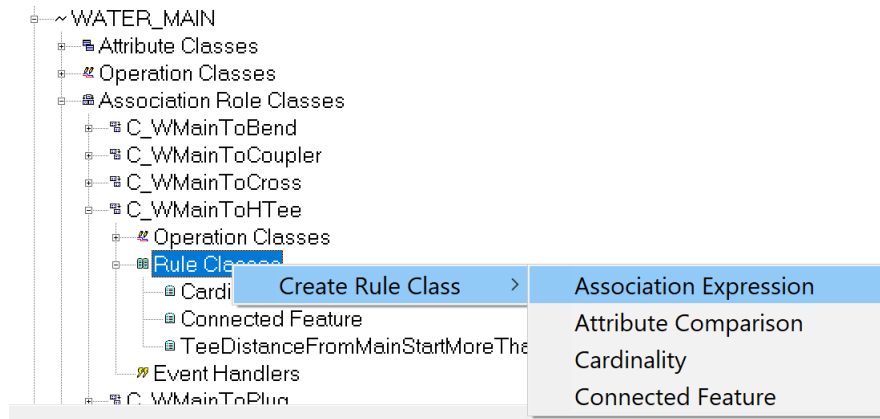 WATER_MAIN
Attribute Classes
Operation Classes
Association Role Classes
C_WMainToBend
C_WMainToCoupler
C_WMainToCross
C_WMainToHTee
Operation Classes
Rule Classes
Create Rule Class
Association Expression
Cardi
Attribute Comparison
Connected Feature
Cardinality
TeeDistanceFromMainStartMoreTha
Connected Feature
Event Handlers
C_WMainToPlug